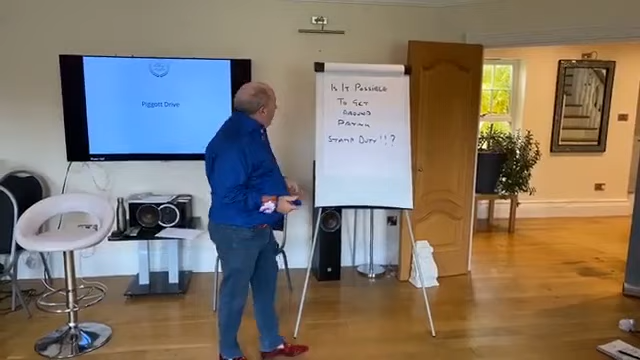 Piggott Drive
IS IT POSSIBLE
TO GET
AROUND
PAYING
STAMP DUTY!!?